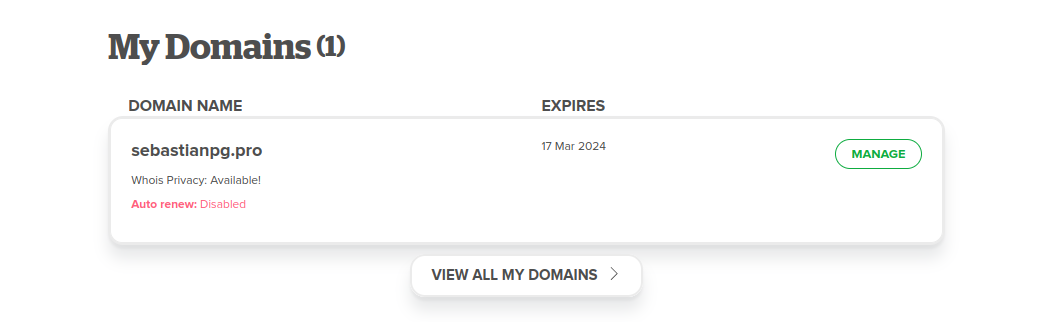 My Domains (1)
DOMAIN NAME
EXPIRES
sebastianpg.pro
17 Mar 2024
MANAGE
Whois Privacy: Available!
Auto renew: Disabled
VIEW ALL MY DOMAINS